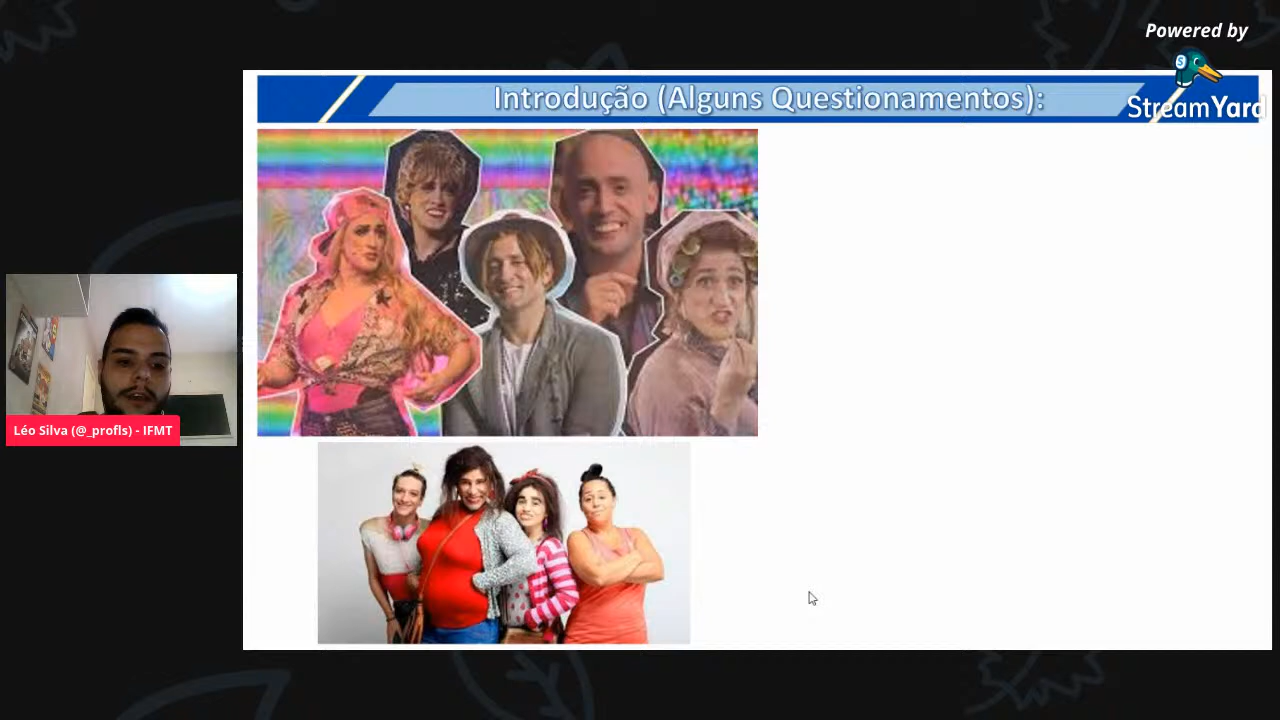 Powered by
StreamYard
Introdução (Alguns Questionamentos):
Léo Silva (@_profls) - IFMT